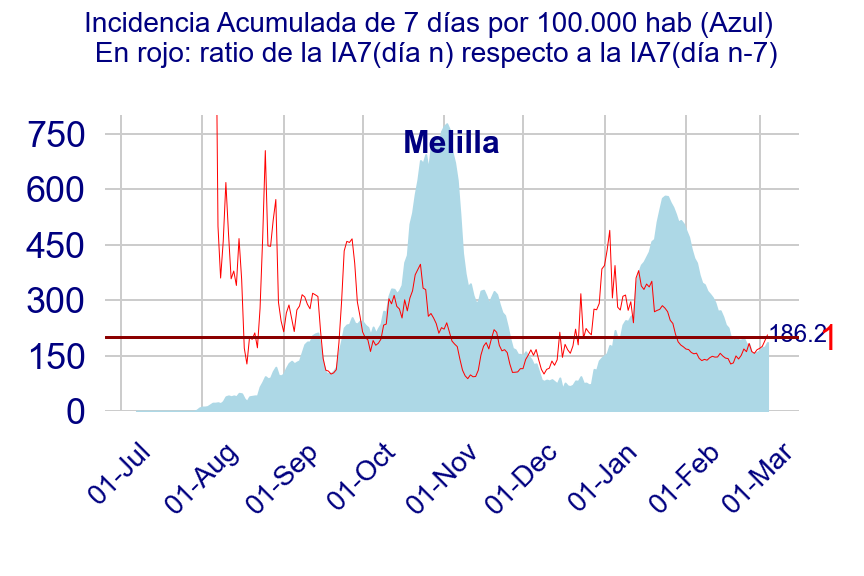 Incidencia Acumulada de 7 días por 100.000 hab (Azul)
En rojo: ratio de la IA7(día n) respecto a la IA7(día n-7)
Melilla
750
600
450
300
150
0
186.2
1
01-Jul
01-Aug
01-Sep
01-Oct
01-Nov
01-Dec
01-Jan
01-Feb
01-Mar